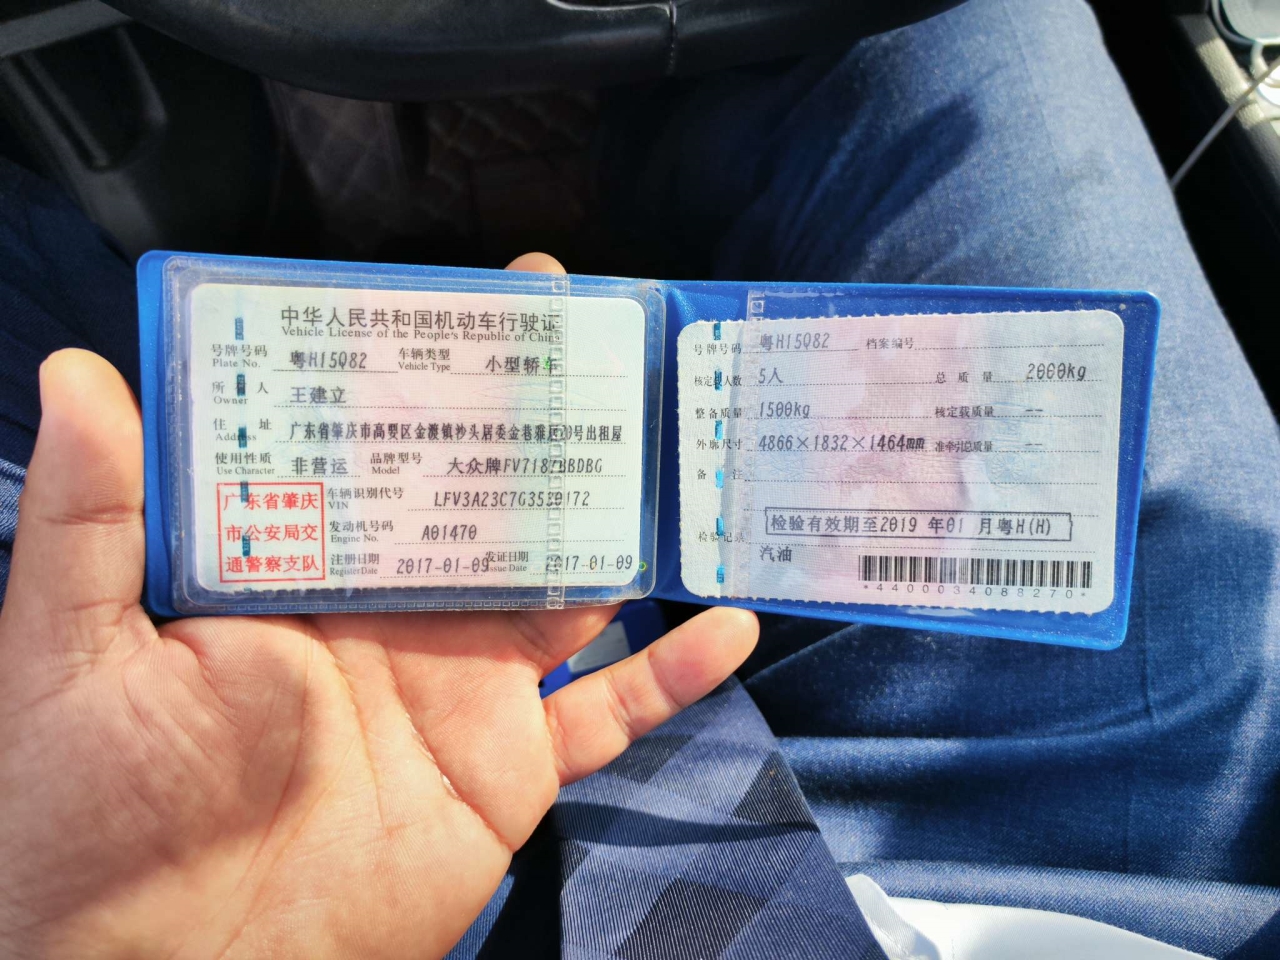 中华人民共和国机动车行驶证
Vehicle License of the People's Republic of China
号牌号码 Plate No. 粤H15Q82 车辆类型 Vehicle Type 小型轿车
所有人 Owner 王建立
住址 Address 广东省肇庆市高要区金渡镇沙头居委金巷雅居20号出租屋
使用性质 Use Character 非营运 品牌型号 Model 大众牌FV7187BBDBG
车辆识别代号 VIN
发动机号码 Engine No. A01470
注册日期 Register Date 2017-01-09 发证日期 Issue Date 2017-01-09
广东省肇庆
市公安局交
通警察支队
号牌号码 粤H15Q82 档案编号
核定载人数 5人 总质量 2000kg
整备质量 1500kg 核定载质量 --
外廓尺寸 4866×1832×1464mm 准牵引总质量 --
备注
检验有效期至2019年01月粤H(H)
检验记录
汽油
*4400034088270*